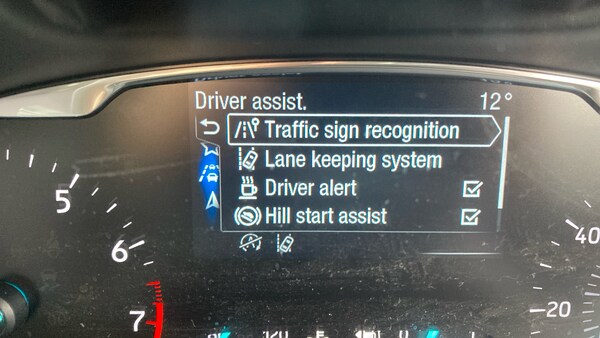 Driver assist. 12°
Traffic sign recognition
Lane keeping system
Driver alert
Hill start assist
5
6
7
40
20